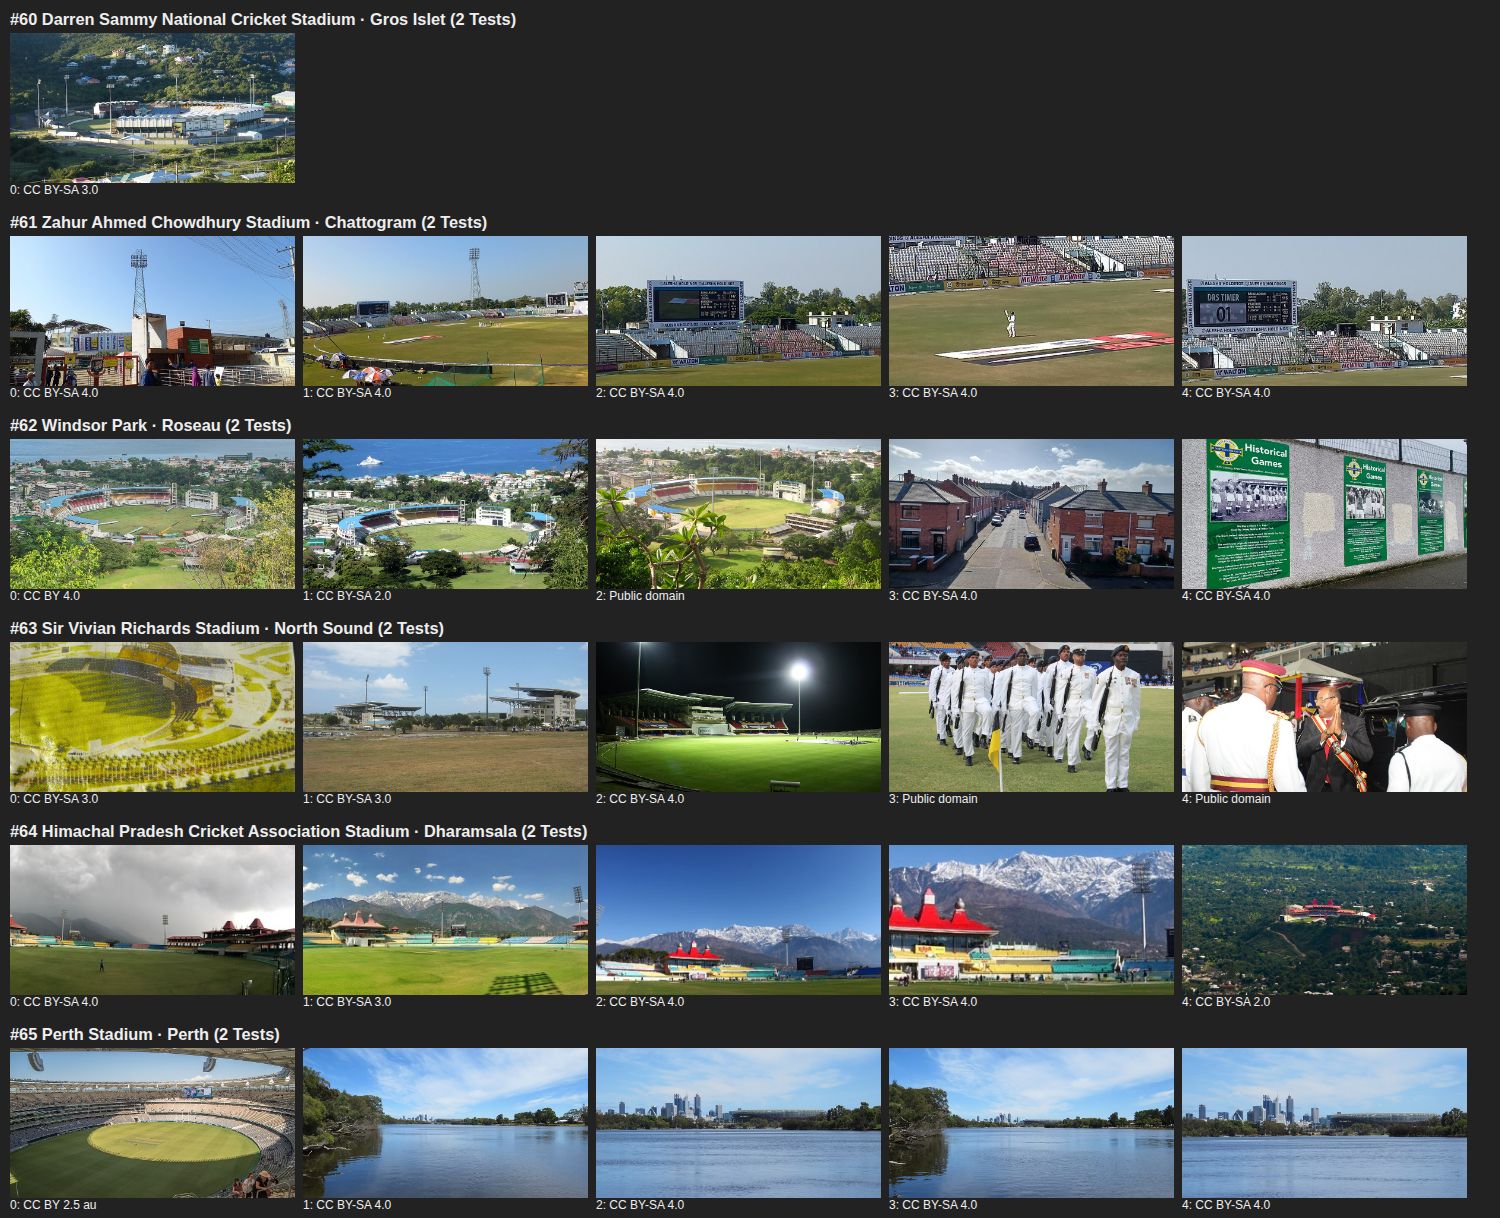 #60 Darren Sammy National Cricket Stadium · Gros Islet (2 Tests)
0: CC BY-SA 3.0
#61 Zahur Ahmed Chowdhury Stadium · Chattogram (2 Tests)
DRS TIMER
01
WALTON
0: CC BY-SA 4.0
1: CC BY-SA 4.0
2: CC BY-SA 4.0
3: CC BY-SA 4.0
4: CC BY-SA 4.0
#62 Windsor Park · Roseau (2 Tests)
Historical
Games
Historical
Games
0: CC BY 4.0
1: CC BY-SA 2.0
2: Public domain
3: CC BY-SA 4.0
4: CC BY-SA 4.0
#63 Sir Vivian Richards Stadium · North Sound (2 Tests)
0: CC BY-SA 3.0
1: CC BY-SA 3.0
2: CC BY-SA 4.0
3: Public domain
4: Public domain
#64 Himachal Pradesh Cricket Association Stadium · Dharamsala (2 Tests)
0: CC BY-SA 4.0
1: CC BY-SA 3.0
2: CC BY-SA 4.0
3: CC BY-SA 4.0
4: CC BY-SA 2.0
#65 Perth Stadium · Perth (2 Tests)
0: CC BY 2.5 au
1: CC BY-SA 4.0
2: CC BY-SA 4.0
3: CC BY-SA 4.0
4: CC BY-SA 4.0